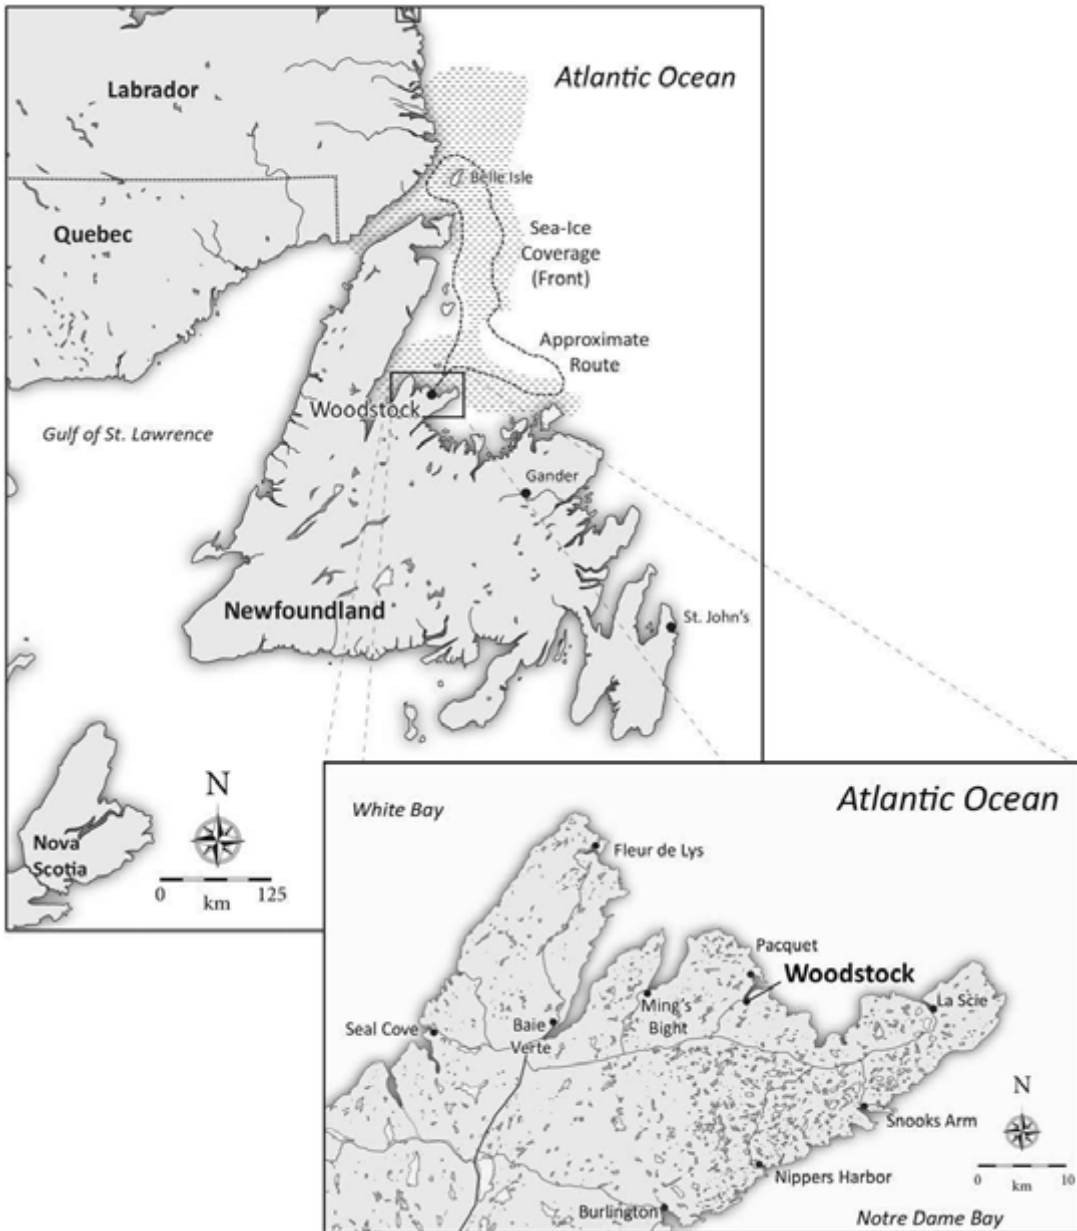 Atlantic Ocean
Labrador
Belle Isle
Quebec
Sea-Ice
Coverage
(Front)
Approximate
Route
Woodstock
Gulf of St. Lawrence
Gander
Newfoundland
St. John's
N
Nova
Scotia
0 125
km
White Bay
Atlantic Ocean
Fleur de Lys
Pacquet
Woodstock
Ming's
Bight
La Scie
Seal Cove
Baie
Verte
N
Snooks Arm
0 10
km
Nippers Harbor
Burlington
Notre Dame Bay